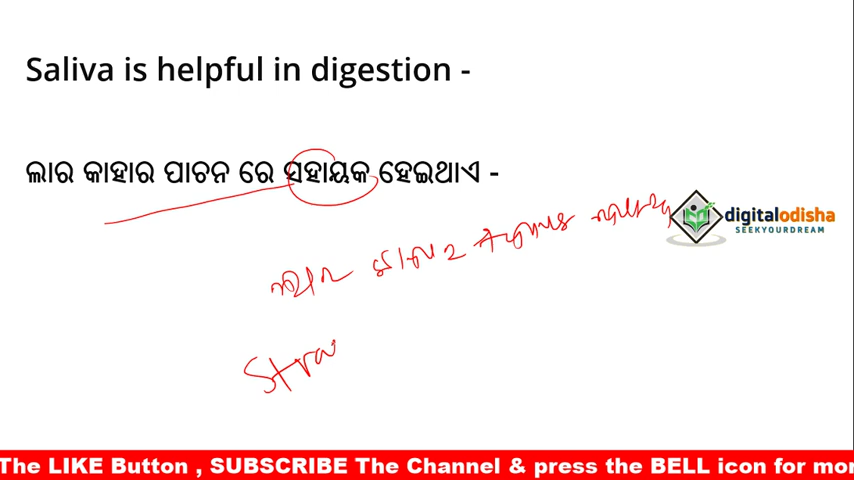 Saliva is helpful in digestion -
ଲାର କାହାର ପାଚନ ରେ ସହାୟକ ହେଇଥାଏ -
digitalodisha
SEEKYOURDREAM
The LIKE Button , SUBSCRIBE The Channel & press the BELL icon for mor